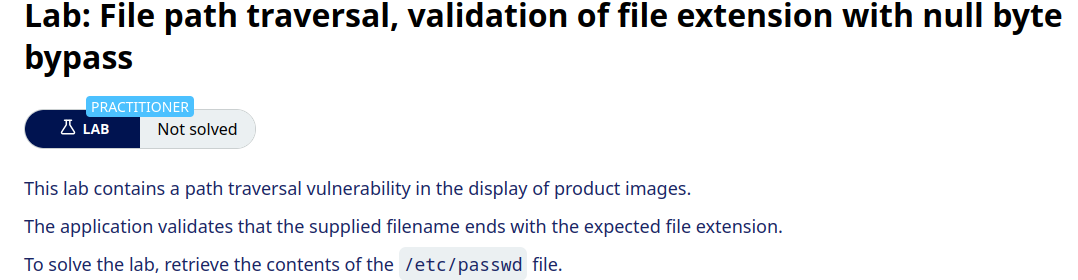 Lab: File path traversal, validation of file extension with null byte
bypass
PRACTITIONER
LAB Not solved
This lab contains a path traversal vulnerability in the display of product images.
The application validates that the supplied filename ends with the expected file extension.
To solve the lab, retrieve the contents of the /etc/passwd file.